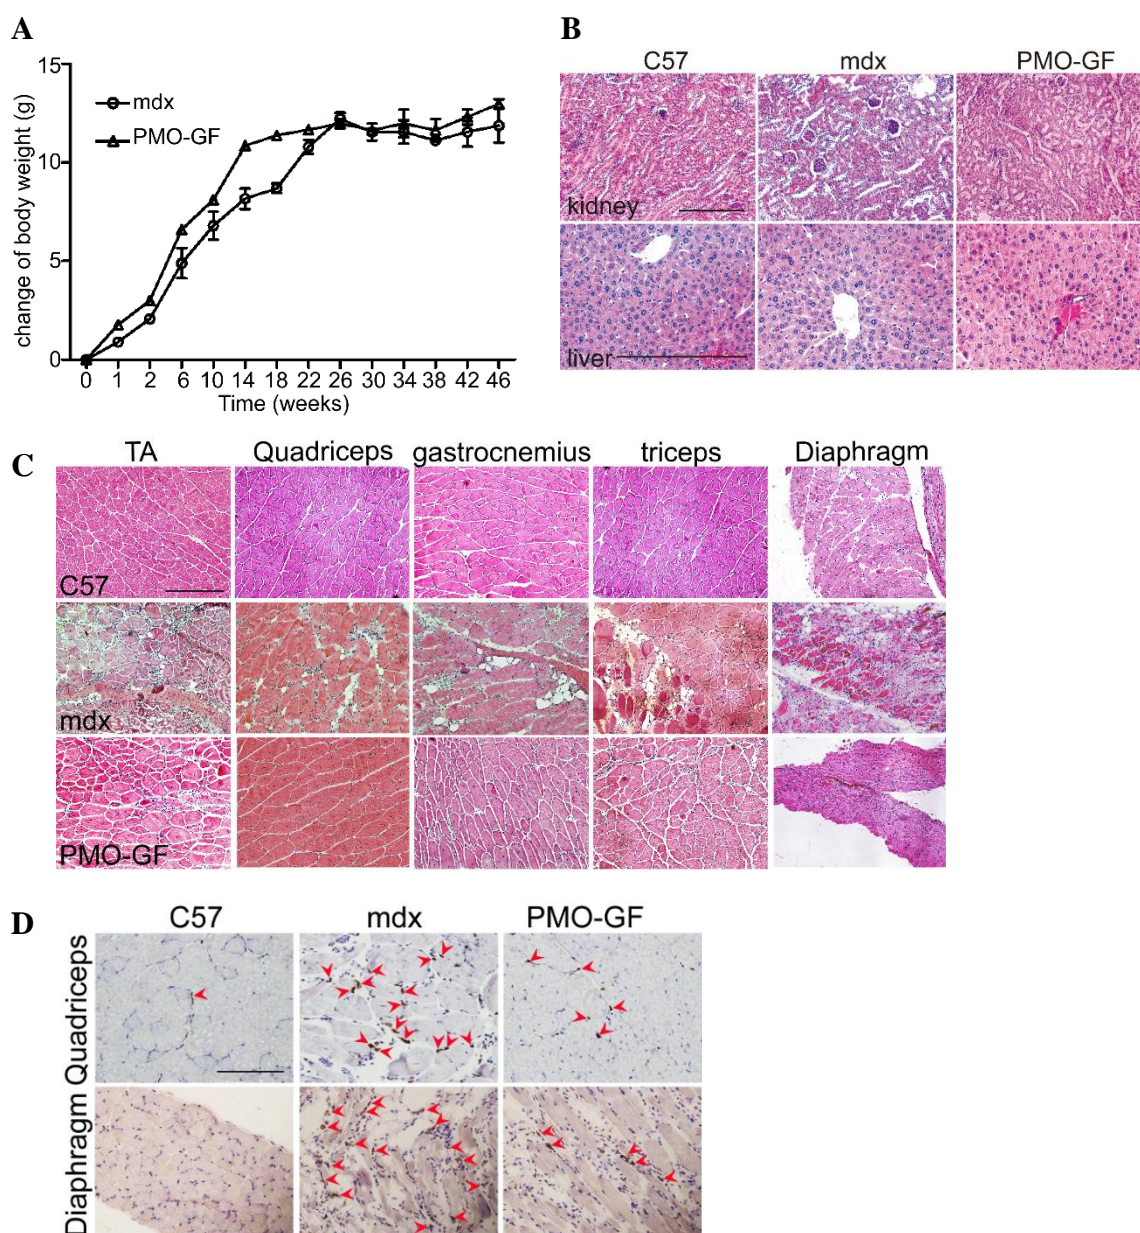 A
change of body weight (g)
15
10
5
0
mdx
PMO-GF
0 1 2 6 10 14 18 22 26 30 34 38 42 46
Time (weeks)
B
C57 mdx PMO-GF
kidney
liver
C
TA Quadriceps gastrocnemius triceps Diaphragm
C57
mdx
PMO-GF
D
C57 mdx PMO-GF
Quadriceps
Diaphragm